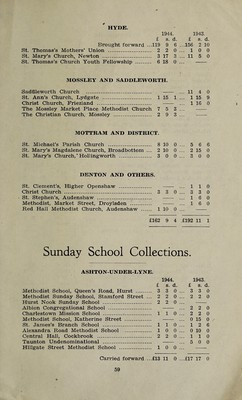 HYDE.
1944. 1943.
£ s. d. £ s. d.
Brought forward ...119 9 6 ...156 2 10
St. Thomas's Mothers' Union ............ 2 2 0... 1 0 0
St. Mary's Church, Newton ............ 3 17 3... 11 5 0
St. Thomas's Church Youth Fellowship ......... 6 18 0...
MOSSLEY AND SADDLEWORTH.
Saddleworth Church ............ 11 4 0
St. Ann's Church, Lydgate ............ 1 15 1... 1 15 9
Christ Church, Friezland ............ 1 16 0
The Mossley Market Place Methodist Church 7 5 3...
The Christian Church, Mossley ............ 2 9 3...
MOTTRAM AND DISTRICT.
St. Michael's Parish Church ............ 8 10 0... 5 6 6
St. Mary's Magdalene Church, Broadbottom ... 2 10 0... 2 15 0
St. Mary's Church, Hollingworth ............ 3 0 0... 3 0 0
DENTON AND OTHERS.
St. Clement's, Higher Openshaw ............ 1 1 0
Christ Church ............ 3 3 0... 3 3 0
St. Stephen's, Audenshaw ............ 1 6 0
Methodist, Market Street, Droylsden ............ 1 6 0
Red Hall Methodist Church, Audenshaw ...... 1 10 0...
£162 9 4 £192 11 1
Sunday School Collections.
ASHTON-UNDER-LYNE.
1944. 1943.
£ s. d. £ s. d.
Methodist School, Queen's Road, Hurst ...... 3 3 0... 3 3 0
Methodist Sunday School, Stamford Street ... 2 2 0... 2 2 0
Hurst Nook Sunday School ............ 2 2 0...
Albion Congregational School ............ 2 2 0
Charlestown Mission School ............ 1 1 0... 2 2 0
Methodist School, Katherine Street ............ 0 15 0
St. James's Branch School ............ 1 1 0... 1 2 6
Alexandra Road Methodist School ............ 1 0 0... 0 10 0
Central Hall, Cockbrook ............ 2 2 0... 1 1 0
Taunton Undenominational ............ 5 0 0
Hillgate Street Methodist School ............ 1 0 0...
Carried forward ...£13 11 0 ...£17 17 0
59